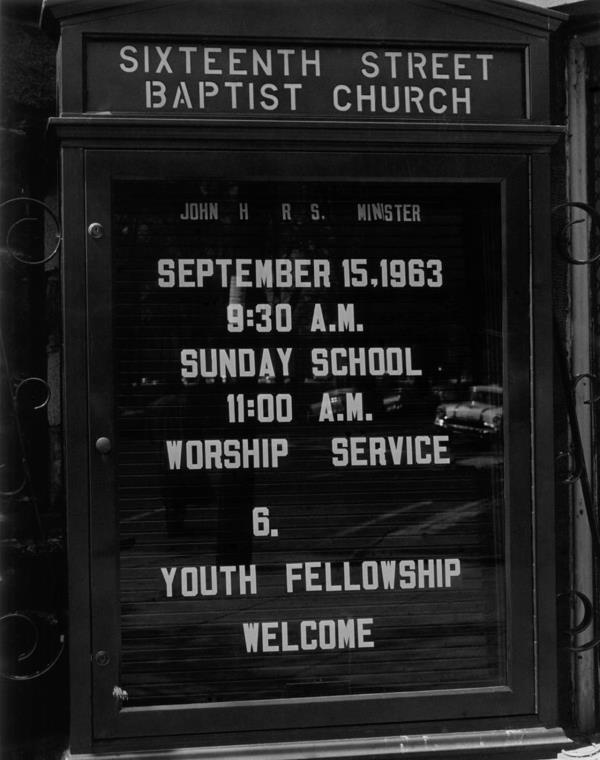 SIXTEENTH STREET
BAPTIST CHURCH
JOHN H R S. MINISTER
SEPTEMBER 15,1963
9:30 A.M.
SUNDAY SCHOOL
11:00 A.M.
WORSHIP SERVICE
6.
YOUTH FELLOWSHIP
WELCOME